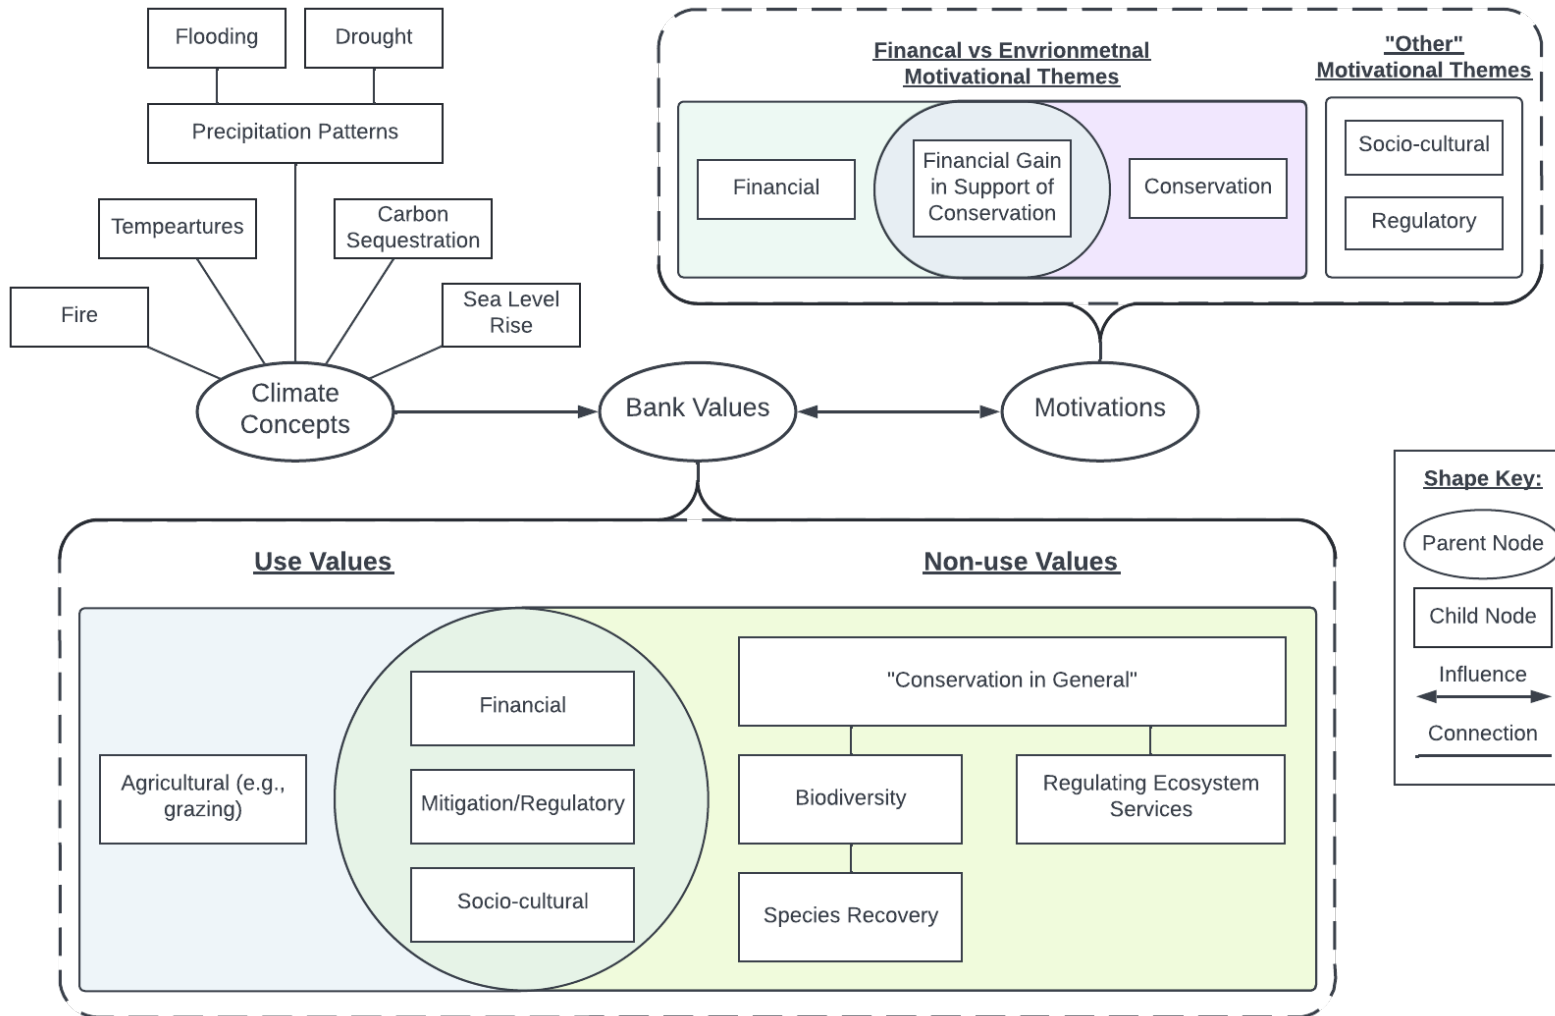 Flooding
Drought
Precipitation Patterns
Tempeartures
Carbon
Sequestration
Fire
Sea Level
Rise
Climate
Concepts
Bank Values
Motivations
Financal vs Envrionmetnal
Motivational Themes
"Other"
Motivational Themes
Financial
Financial Gain
in Support of
Conservation
Conservation
Socio-cultural
Regulatory
Use Values
Non-use Values
Agricultural (e.g.,
grazing)
Financial
Mitigation/Regulatory
Socio-cultural
"Conservation in General"
Biodiversity
Regulating Ecosystem
Services
Species Recovery
Shape Key:
Parent Node
Child Node
Influence
Connection